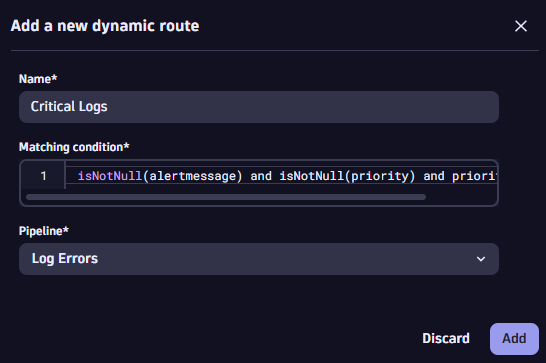 Add a new dynamic route
Name*
Critical Logs
Matching condition*
1 isNotNull(alertmessage) and isNotNull(priority) and
Pipeline*
Log Errors
Discard Add